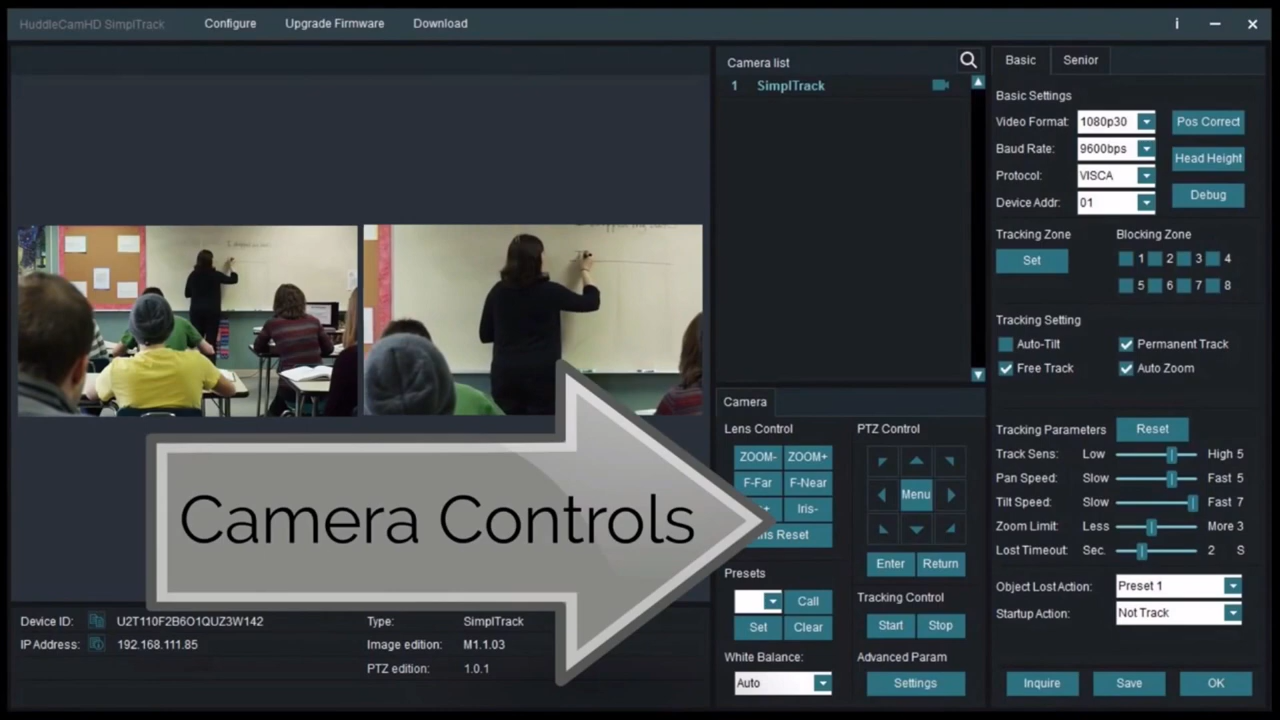 HuddleCamHD SimplTrack Configure Upgrade Firmware Download i
Camera list
1 SimplTrack
Basic Senior
Basic Settings
Video Format: 1080p30 Pos Correct
Baud Rate: 9600bps Head Height
Protocol: VISCA
Device Addr: 01 Debug
Tracking Zone Blocking Zone
Set 1 2 3 4
5 6 7 8
Tracking Setting
Auto-Tilt Permanent Track
Free Track Auto Zoom
Tracking Parameters Reset
Track Sens: Low High 5
Pan Speed: Slow Fast 5
Tilt Speed: Slow Fast 7
Zoom Limit: Less More 3
Lost Timeout: Sec. 2 S
Object Lost Action: Preset 1
Startup Action: Not Track
Inquire Save OK
Camera
Lens Control
ZOOM- ZOOM+
F-Far F-Near
Iris-
Reset
Presets
Call
Set Clear
White Balance:
Auto
PTZ Control
Menu
Enter Return
Tracking Control
Start Stop
Advanced Param
Settings
Camera Controls
Device ID: U2T110F2B6O1QUZ3W142 Type: SimplTrack
IP Address: 192.168.111.85 Image edition: M1.1.03
PTZ edition: 1.0.1